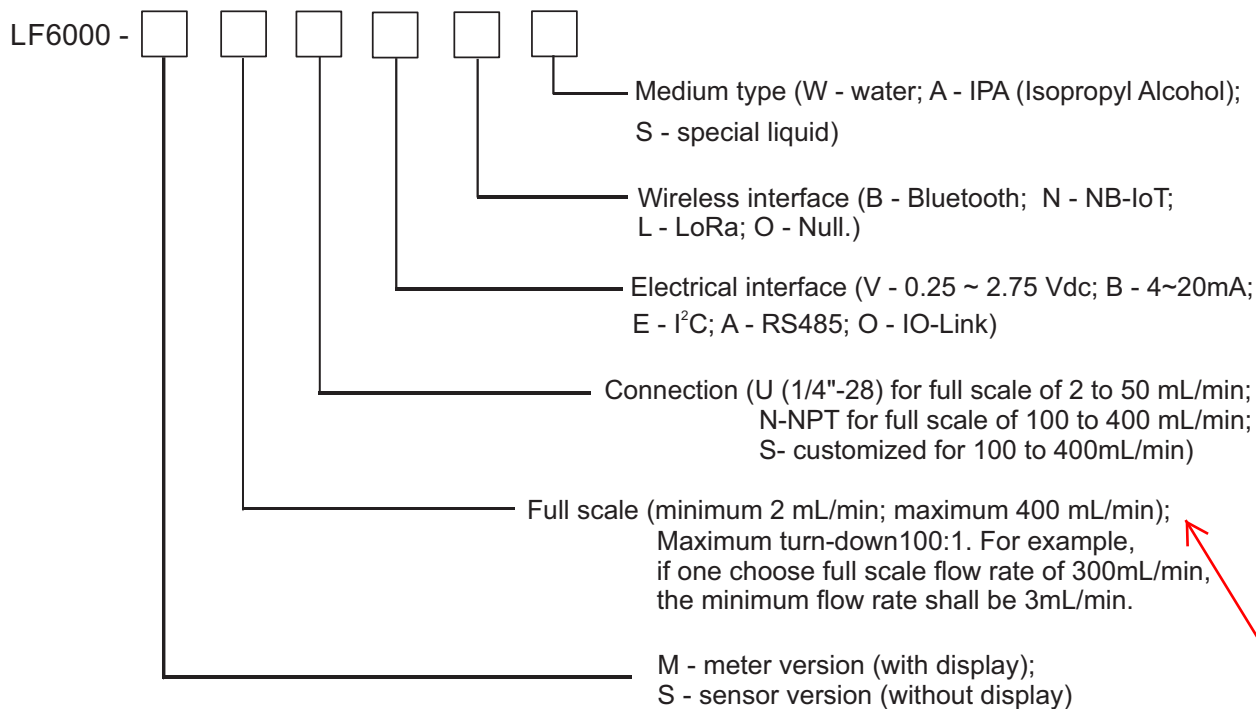 LF6000 -
Medium type (W - water; A - IPA (Isopropyl Alcohol);
S - special liquid)
Wireless interface (B - Bluetooth; N - NB-IoT;
L - LoRa; O - Null.)
Electrical interface (V - 0.25 ~ 2.75 Vdc; B - 4~20mA;
E - I²C; A - RS485; O - IO-Link)
Connection (U (1/4"-28) for full scale of 2 to 50 mL/min;
N-NPT for full scale of 100 to 400 mL/min;
S- customized for 100 to 400mL/min)
Full scale (minimum 2 mL/min; maximum 400 mL/min);
Maximum turn-down100:1. For example,
if one choose full scale flow rate of 300mL/min,
the minimum flow rate shall be 3mL/min.
M - meter version (with display);
S - sensor version (without display)